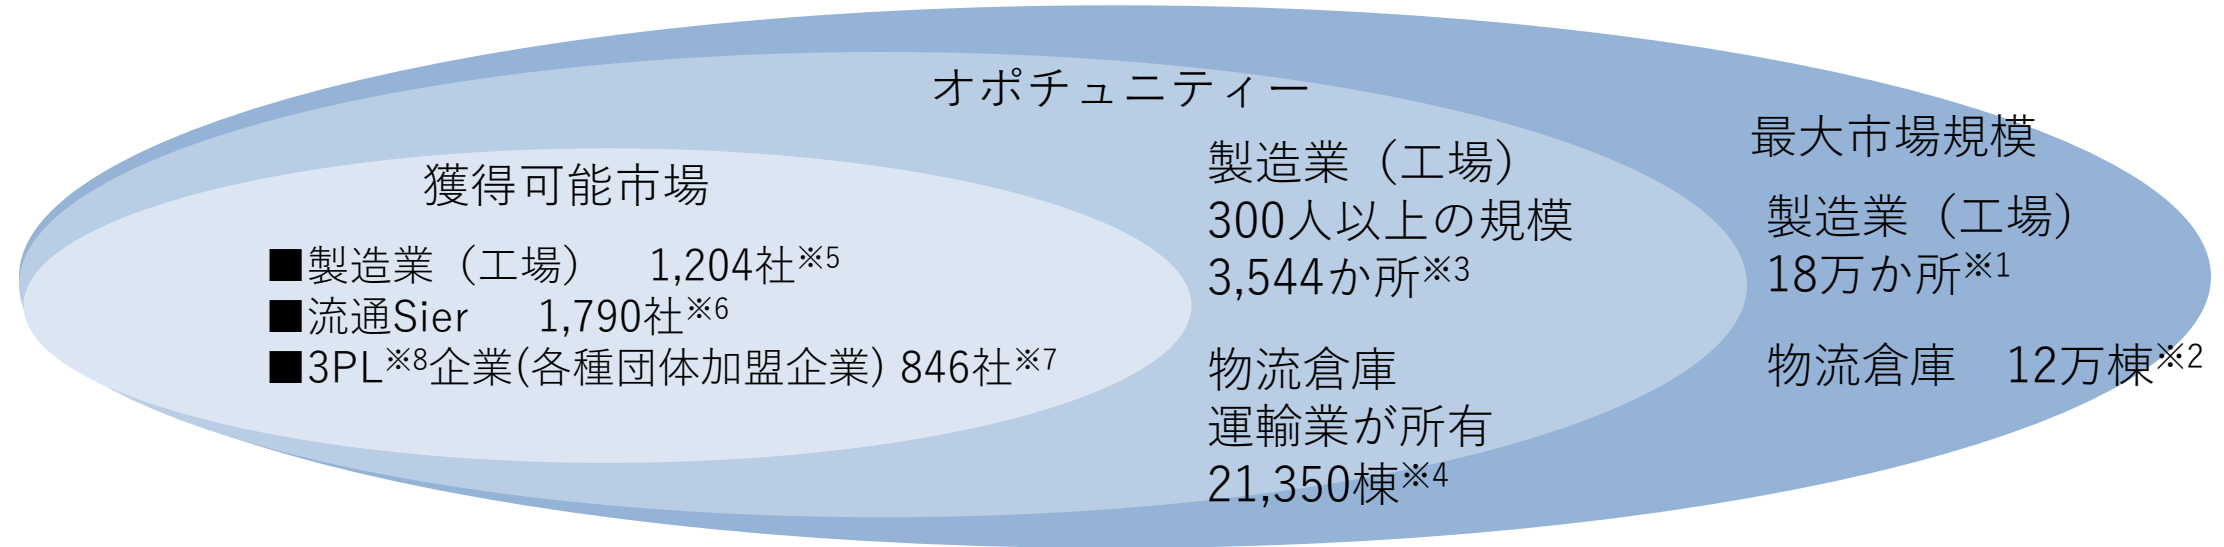 オポチュニティー
最大市場規模
製造業（工場）
18万か所※1
物流倉庫　12万棟※2
製造業（工場）
300人以上の規模
3,544か所※3
物流倉庫
運輸業が所有
21,350棟※4
獲得可能市場
■製造業（工場）　1,204社※5
■流通Sier　1,790社※6
■3PL※8企業(各種団体加盟企業) 846社※7